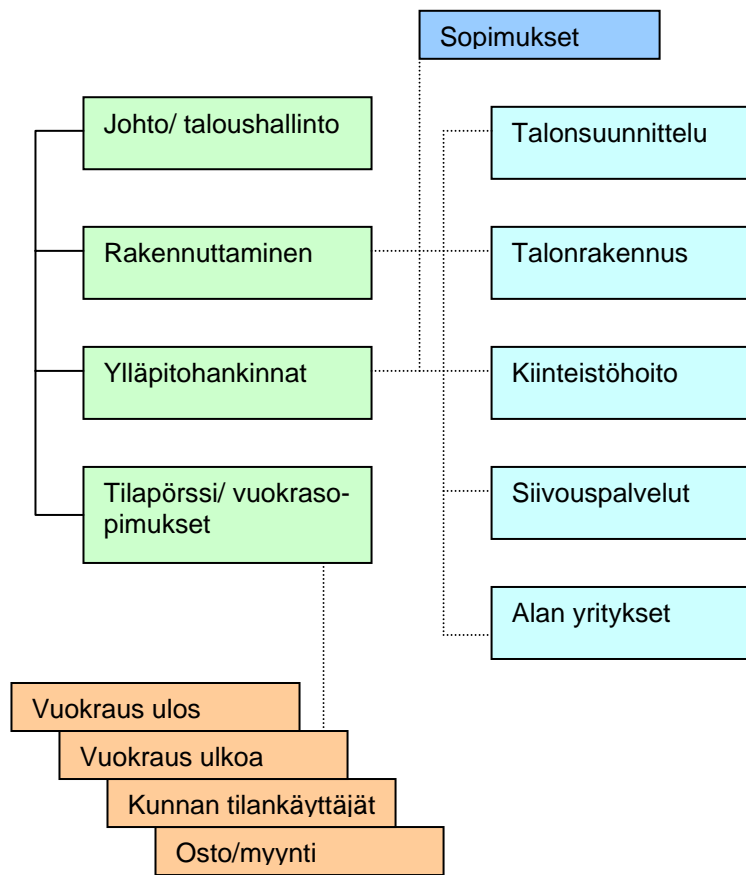 Sopimukset
Johto/ taloushallinto
Talonsuunnittelu
Rakennuttaminen
Talonrakennus
Ylläpitohankinnat
Kiinteistöhoito
Tilapörssi/ vuokraso-
pimukset
Siivouspalvelut
Alan yritykset
Vuokraus ulos
Vuokraus ulkoa
Kunnan tilankäyttäjät
Osto/myynti